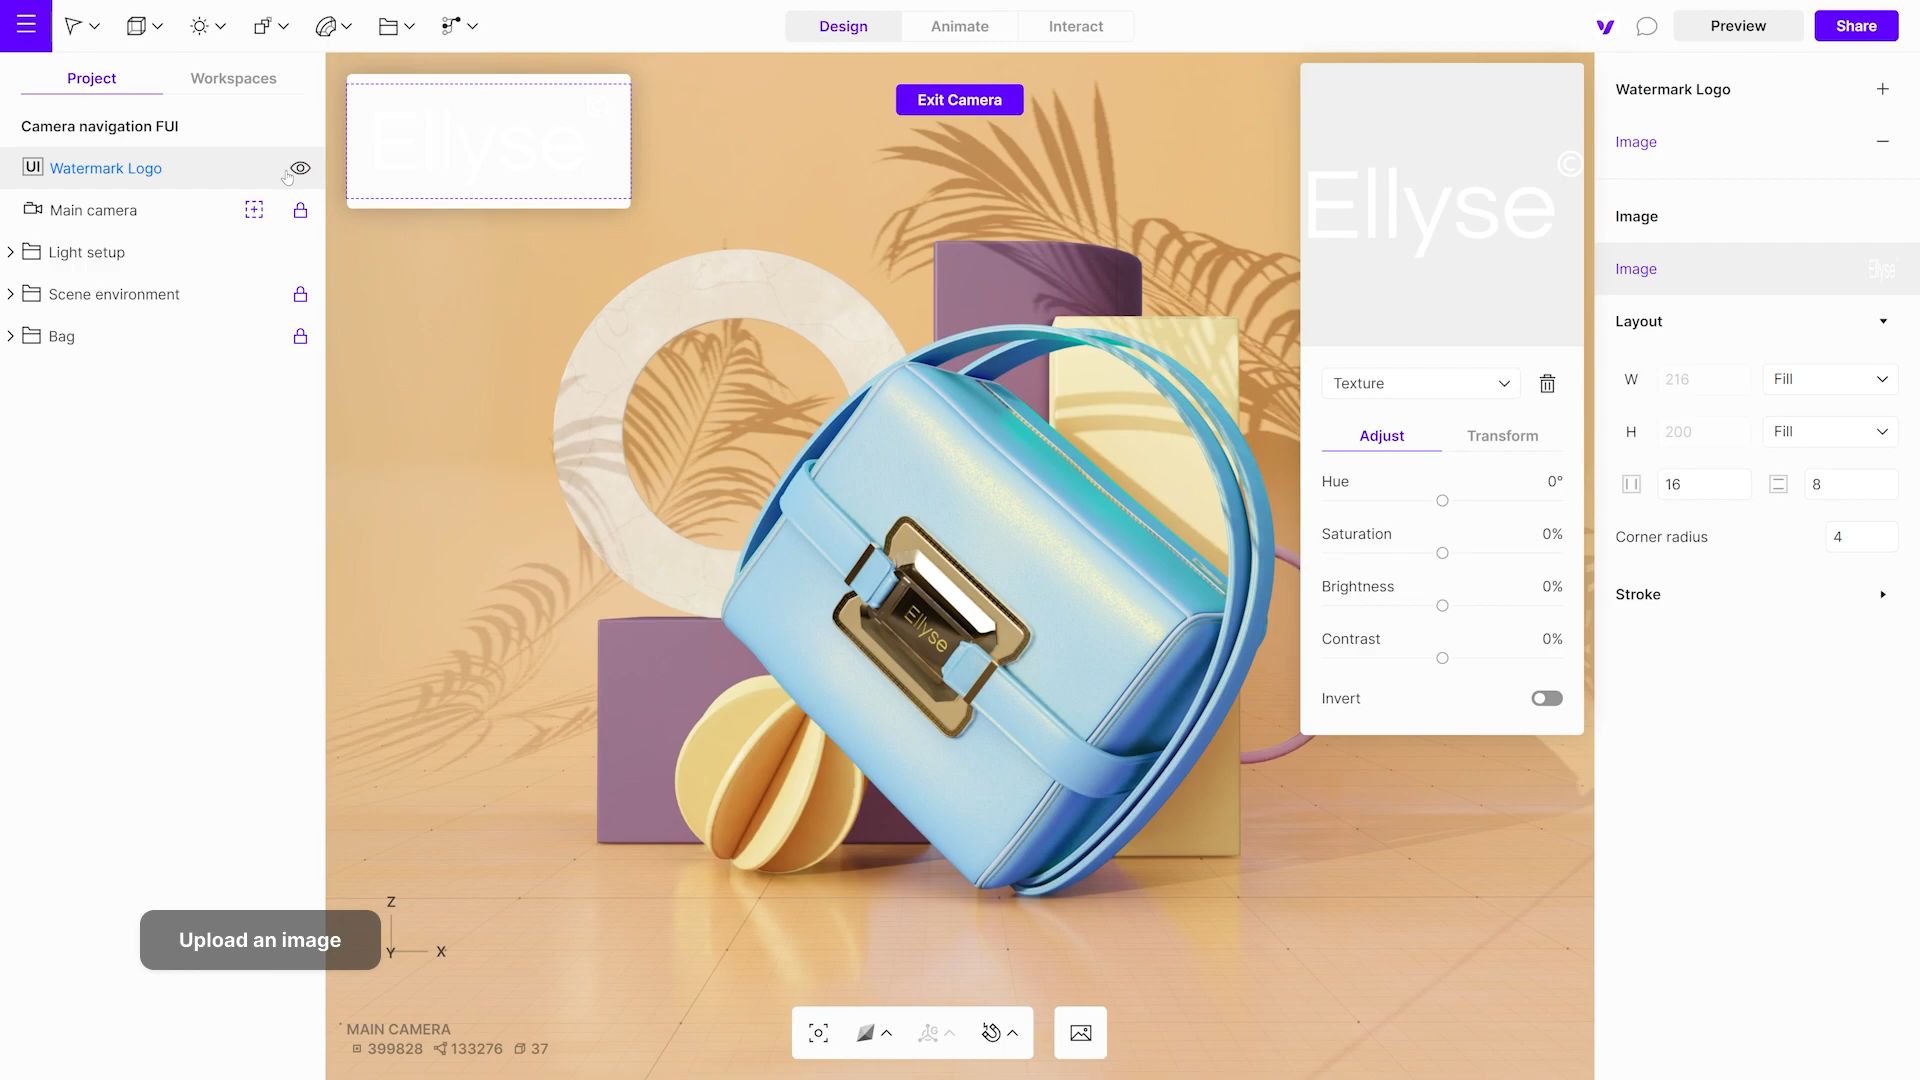 Design
Animate
Interact
Preview
Share
Project
Workspaces
Camera navigation FUI
UI Watermark Logo
Main camera
Light setup
Scene environment
Bag
Ellyse©
Exit Camera
Ellyse
Ellyse©
Texture
Adjust
Transform
Hue 0°
Saturation 0%
Brightness 0%
Contrast 0%
Invert
Watermark Logo
Image
Image
Image Ellyse
Layout
W 216 Fill
H 200 Fill
16 8
Corner radius 4
Stroke
Upload an image
Z
Y X
MAIN CAMERA
399828 133276 37